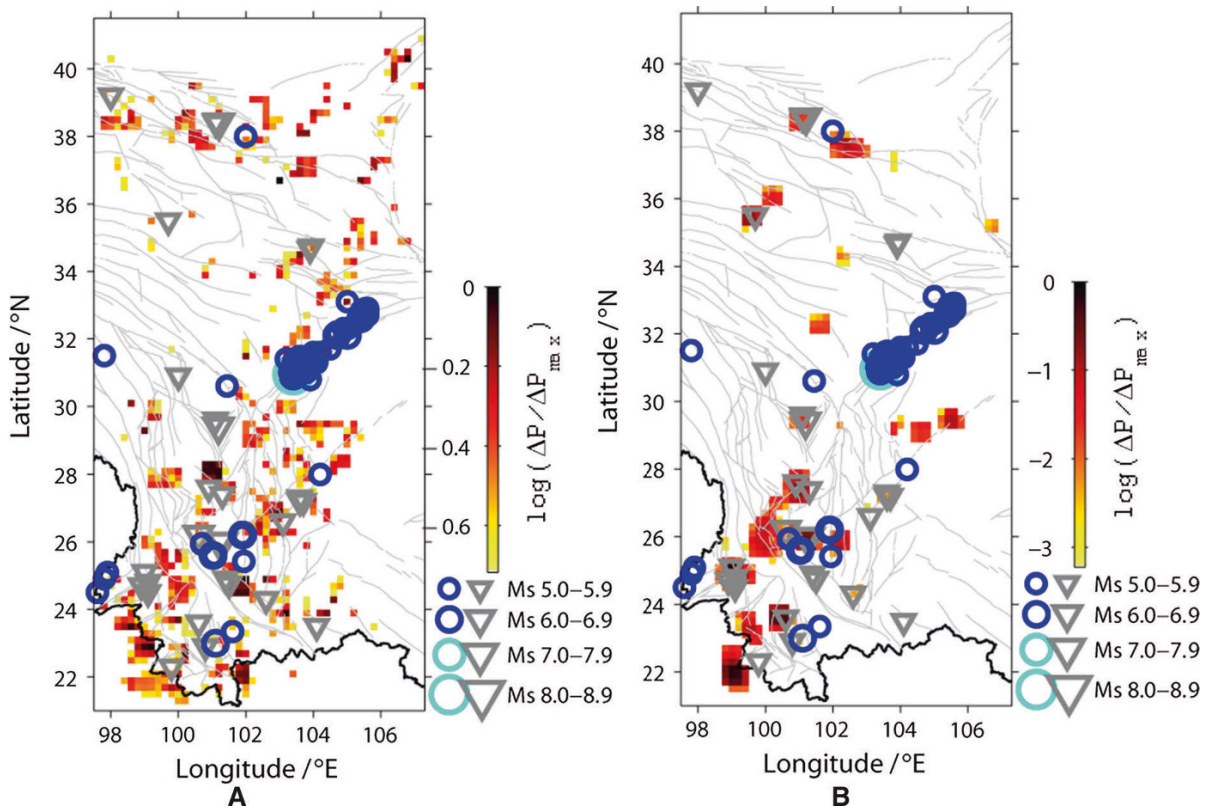 40
38
36
34
32
30
28
26
24
22
Latitude /°N
98 100 102 104 106
Longitude /°E
A
0
0.2
0.4
0.6
log(ΔP/ΔPmax)
Ms 5.0–5.9
Ms 6.0–6.9
Ms 7.0–7.9
Ms 8.0–8.9
40
38
36
34
32
30
28
26
24
22
Latitude /°N
98 100 102 104 106
Longitude /°E
B
0
−1
−2
−3
log(ΔP/ΔPmax)
Ms 5.0–5.9
Ms 6.0–6.9
Ms 7.0–7.9
Ms 8.0–8.9